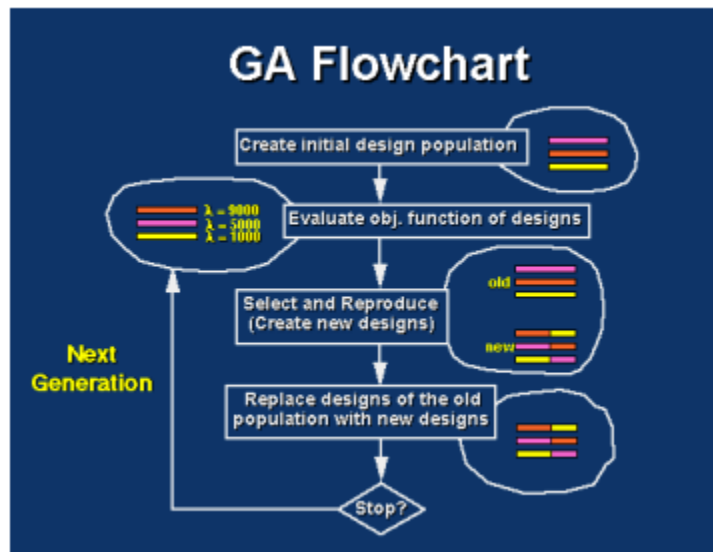 GA Flowchart
Create initial design population
λ = 9000
λ = 5000
λ = 1000
Evaluate obj. function of designs
old
Select and Reproduce
(Create new designs)
new
Next
Generation
Replace designs of the old
population with new designs
Stop?